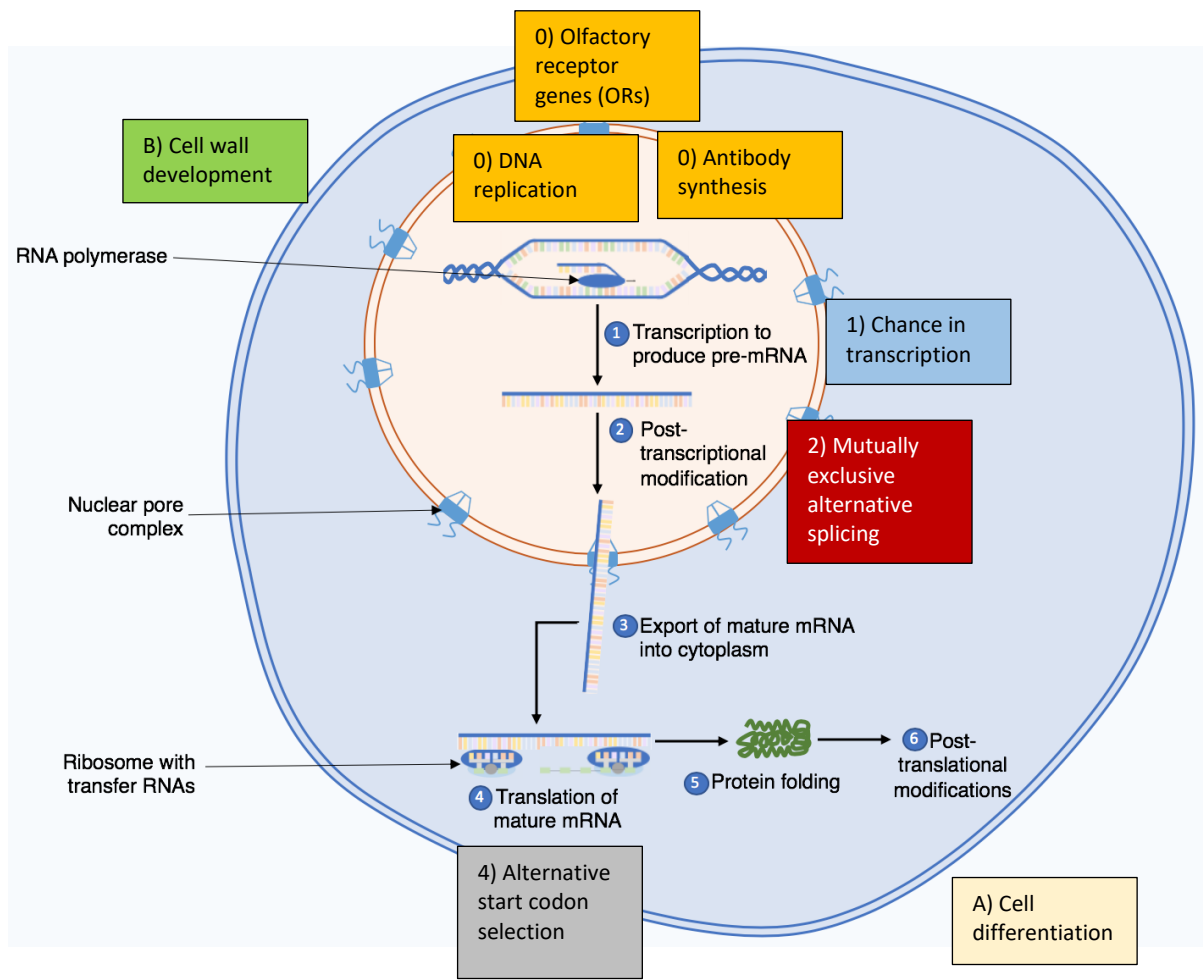 0) Olfactory
receptor
genes (ORs)
B) Cell wall
development
0) DNA
replication
0) Antibody
synthesis
RNA polymerase
1 Transcription to
produce pre-mRNA
1) Chance in
transcription
2 Post-
transcriptional
modification
2) Mutually
exclusive
alternative
splicing
Nuclear pore
complex
3 Export of mature mRNA
into cytoplasm
Ribosome with
transfer RNAs
4 Translation of
mature mRNA
5 Protein folding
6 Post-
translational
modifications
4) Alternative
start codon
selection
A) Cell
differentiation